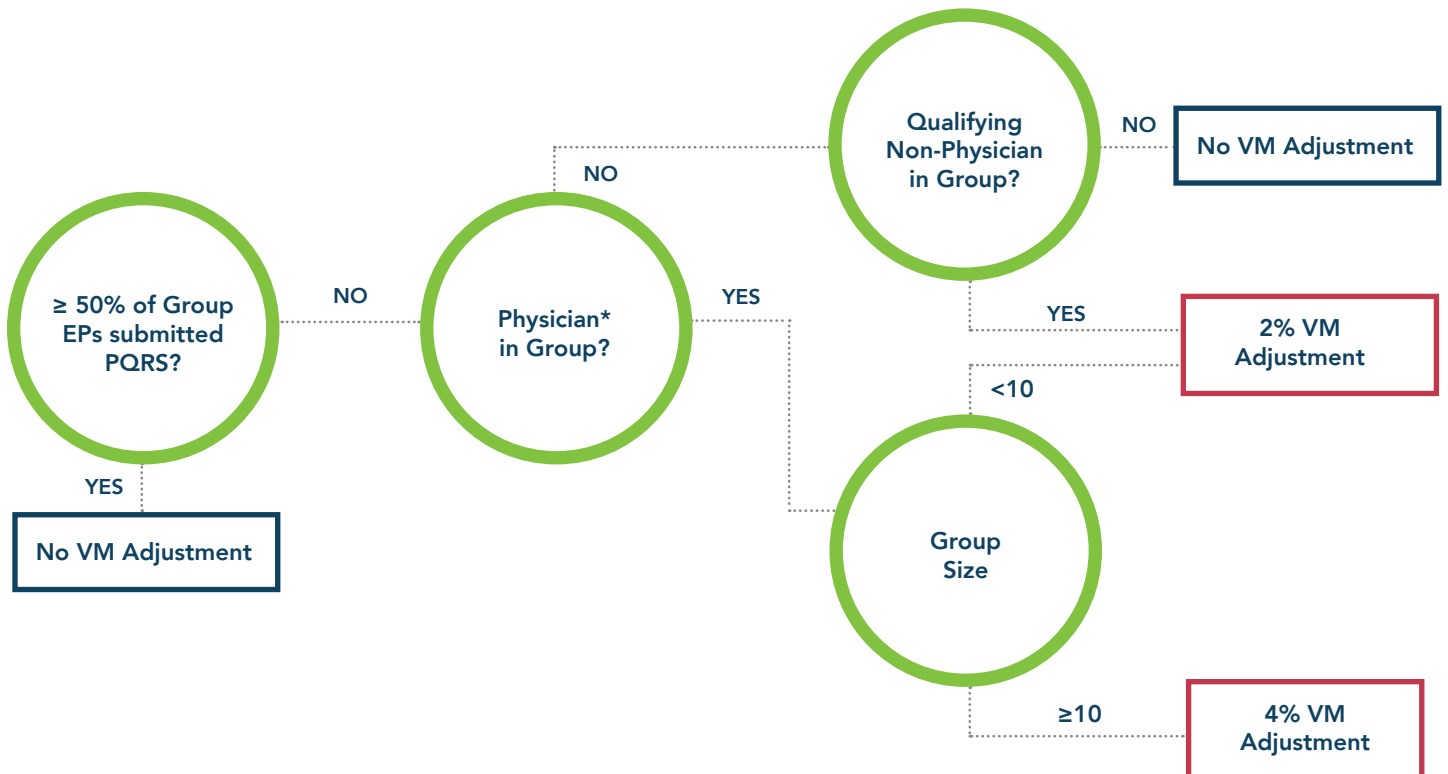 ≥ 50% of Group
EPs submitted
PQRS?
YES
No VM Adjustment
NO
Physician*
in Group?
NO
Qualifying
Non-Physician
in Group?
NO
No VM Adjustment
YES
2% VM
Adjustment
YES
Group
Size
<10
≥10
4% VM
Adjustment